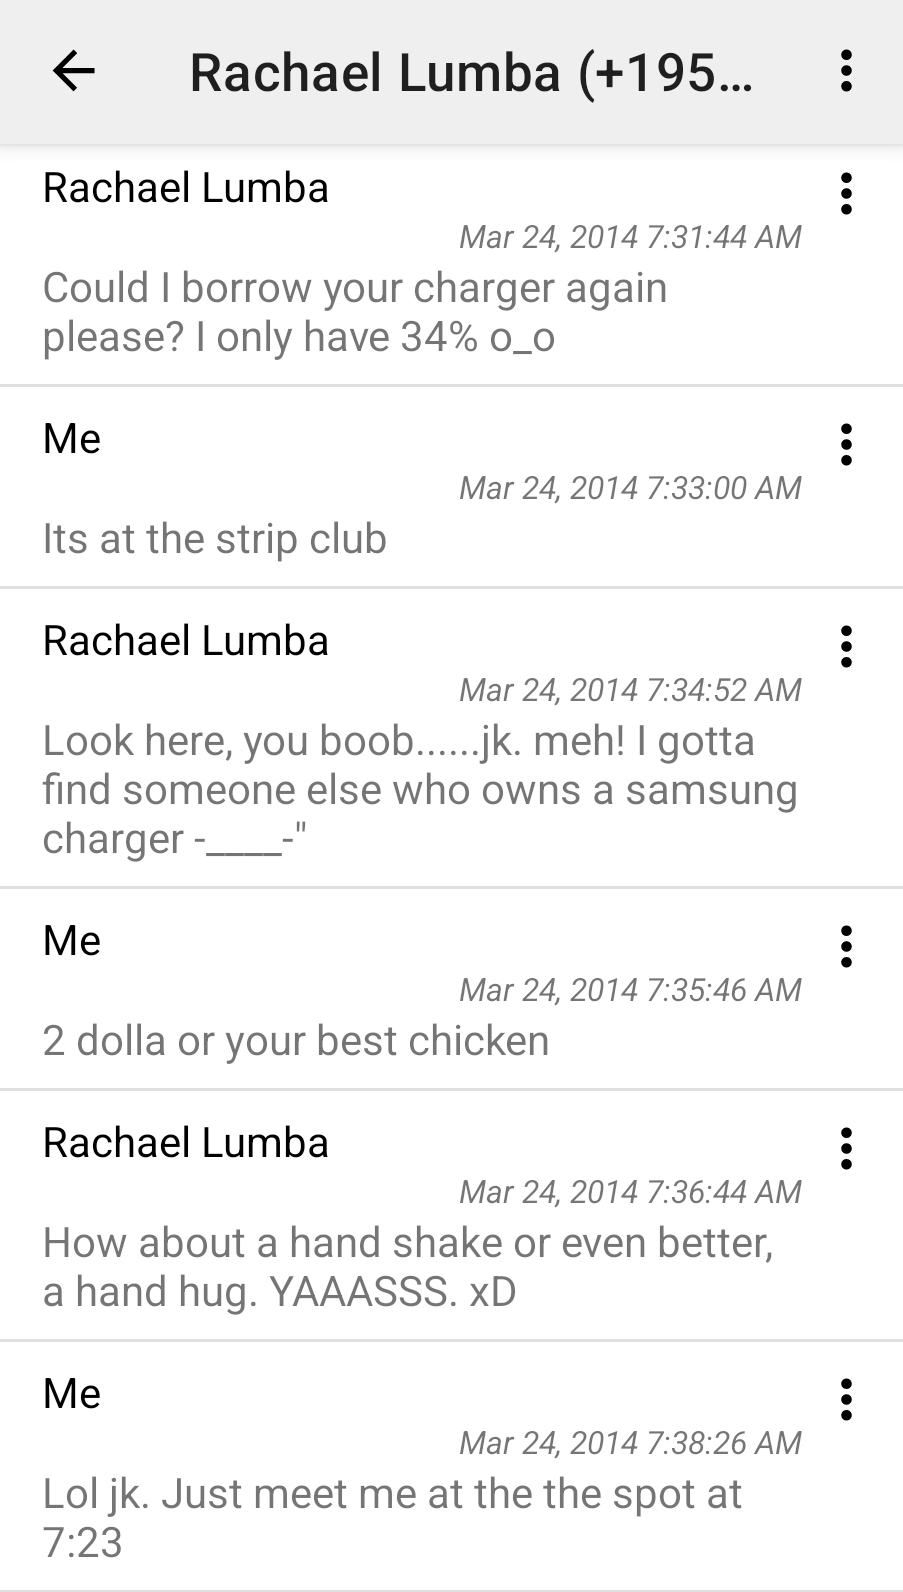 Rachael Lumba (+195...
Rachael Lumba
Mar 24, 2014 7:31:44 AM
Could I borrow your charger again
please? I only have 34% o_o
Me
Mar 24, 2014 7:33:00 AM
Its at the strip club
Rachael Lumba
Mar 24, 2014 7:34:52 AM
Look here, you boob......jk. meh! I gotta
find someone else who owns a samsung
charger -____-"
Me
Mar 24, 2014 7:35:46 AM
2 dolla or your best chicken
Rachael Lumba
Mar 24, 2014 7:36:44 AM
How about a hand shake or even better,
a hand hug. YAAASSS. xD
Me
Mar 24, 2014 7:38:26 AM
Lol jk. Just meet me at the the spot at
7:23